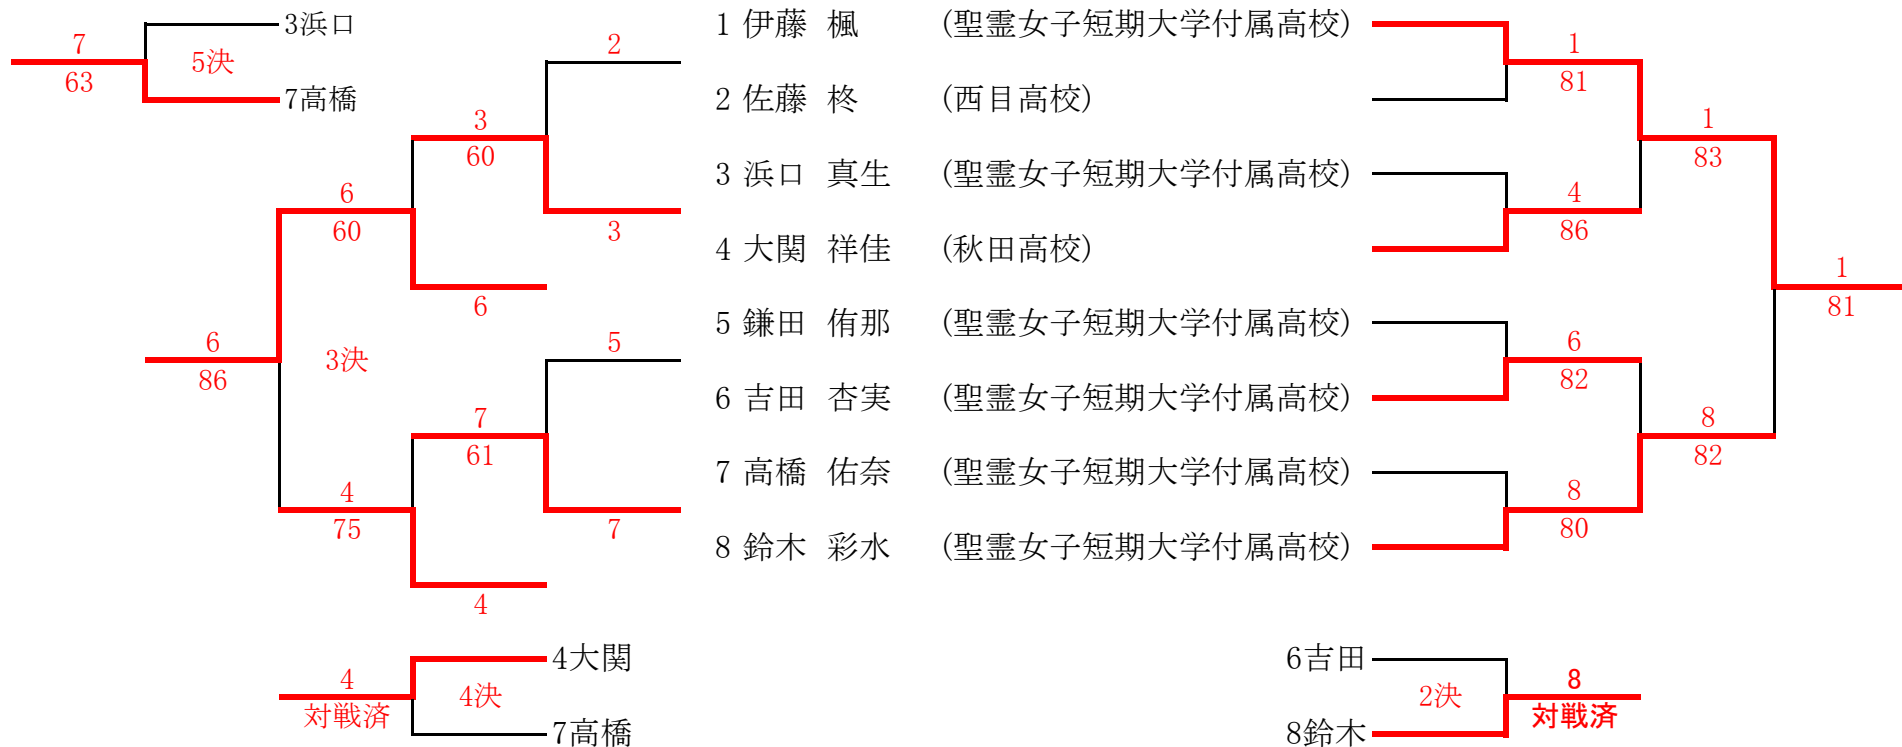 3浜口
7
5決
63
7高橋
2
3
60
3
6
60
6
6
3決
86
5
7
61
7
4
75
4
1 伊藤 楓 (聖霊女子短期大学付属高校)
2 佐藤 柊 (西目高校)
3 浜口 真生 (聖霊女子短期大学付属高校)
4 大関 祥佳 (秋田高校)
5 鎌田 侑那 (聖霊女子短期大学付属高校)
6 吉田 杏実 (聖霊女子短期大学付属高校)
7 高橋 佑奈 (聖霊女子短期大学付属高校)
8 鈴木 彩水 (聖霊女子短期大学付属高校)
1
81
1
83
4
86
1
81
6
82
8
82
8
80
4大関
4
4決
対戦済
7高橋
6吉田
8
2決
対戦済
8鈴木